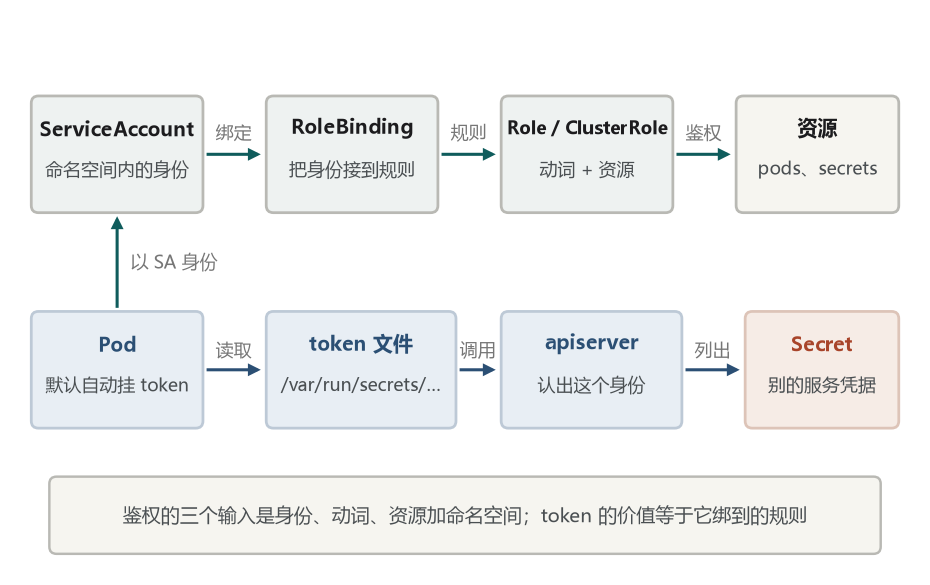 ServiceAccount
命名空间内的身份
绑定
RoleBinding
把身份接到规则
规则
Role / ClusterRole
动词 + 资源
鉴权
资源
pods、secrets
以 SA 身份
Pod
默认自动挂 token
读取
token 文件
/var/run/secrets/...
调用
apiserver
认出这个身份
列出
Secret
别的服务凭据
鉴权的三个输入是身份、动词、资源加命名空间；token 的价值等于它绑到的规则